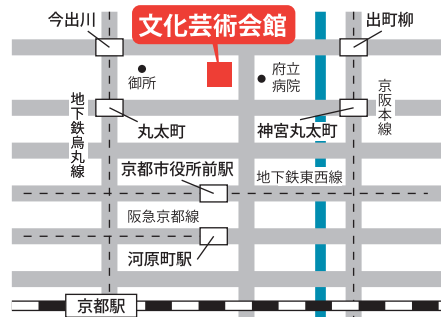 今出川
文化芸術会館
出町柳
御所
府立
病院
地下鉄烏丸線
丸太町
神宮丸太町
京阪本線
京都市役所前駅
地下鉄東西線
阪急京都線
河原町駅
京都駅